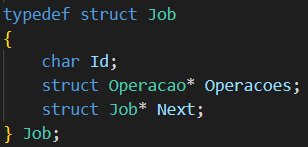 typedef struct Job
{
    char Id;
    struct Operacao* Operacoes;
    struct Job* Next;
} Job;